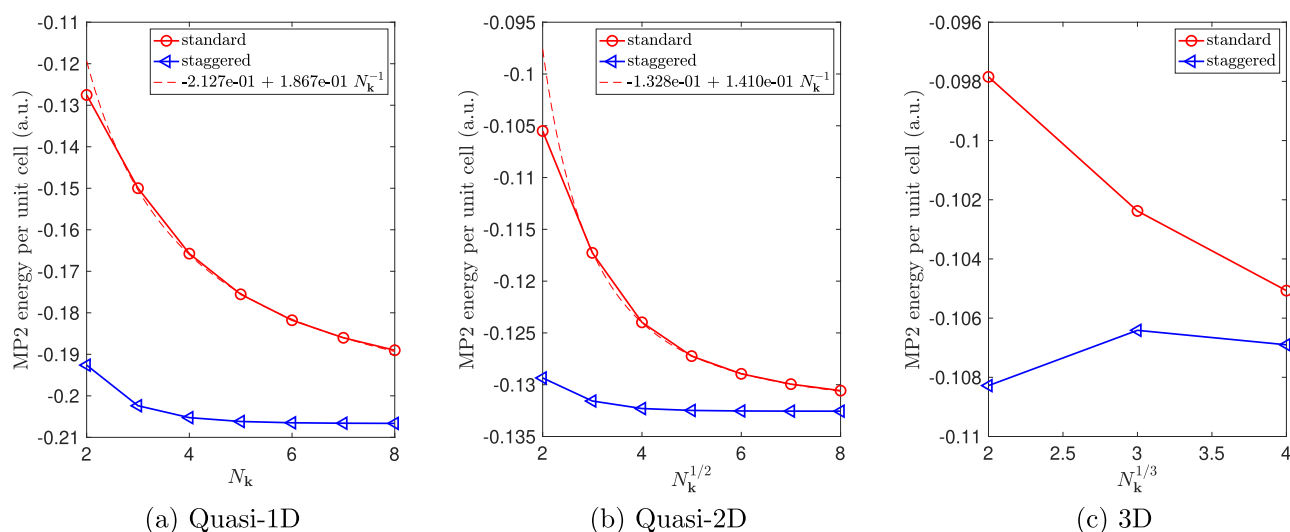 -0.11
-0.12
-0.13
-0.14
-0.15
-0.16
-0.17
-0.18
-0.19
-0.2
-0.21
MP2 energy per unit cell (a.u.)
standard
staggered
-2.127e-01 + 1.867e-01 N_k^{-1}
2 4 6 8
N_k
(a) Quasi-1D
-0.095
-0.1
-0.105
-0.11
-0.115
-0.12
-0.125
-0.13
-0.135
MP2 energy per unit cell (a.u.)
standard
staggered
-1.328e-01 + 1.410e-01 N_k^{-1}
2 3 4 5 6 7 8
N_k^{1/2}
(b) Quasi-2D
-0.096
-0.098
-0.1
-0.102
-0.104
-0.106
-0.108
-0.11
MP2 energy per unit cell (a.u.)
standard
staggered
2 2.5 3 3.5 4
N_k^{1/3}
(c) 3D